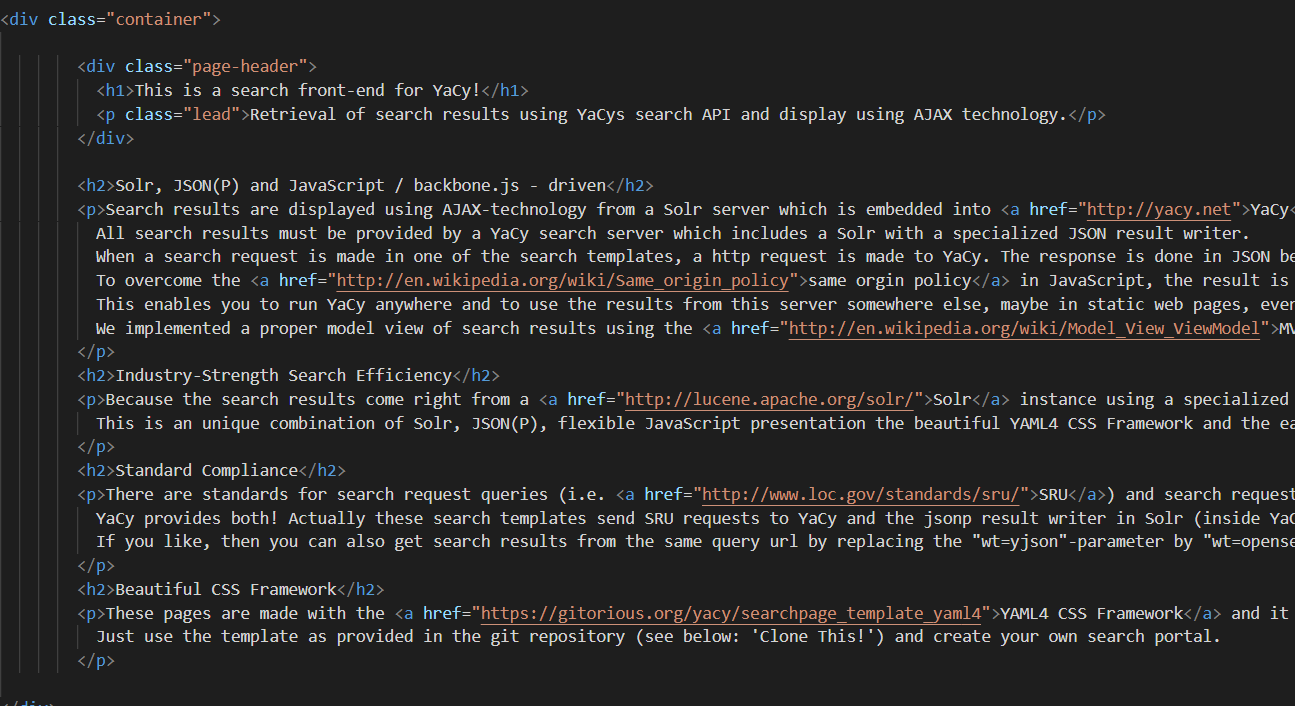 <div class="container">
<div class="page-header">
<h1>This is a search front-end for YaCy!</h1>
<p class="lead">Retrieval of search results using YaCys search API and display using AJAX technology.</p>
</div>
<h2>Solr, JSON(P) and JavaScript / backbone.js - driven</h2>
<p>Search results are displayed using AJAX-technology from a Solr server which is embedded into <a href="http://yacy.net">YaCy<
All search results must be provided by a YaCy search server which includes a Solr with a specialized JSON result writer.
When a search request is made in one of the search templates, a http request is made to YaCy. The response is done in JSON be
To overcome the <a href="http://en.wikipedia.org/wiki/Same_origin_policy">same orgin policy</a> in JavaScript, the result is
This enables you to run YaCy anywhere and to use the results from this server somewhere else, maybe in static web pages, even
We implemented a proper model view of search results using the <a href="http://en.wikipedia.org/wiki/Model_View_ViewModel">MV
</p>
<h2>Industry-Strength Search Efficiency</h2>
<p>Because the search results come right from a <a href="http://lucene.apache.org/solr/">Solr</a> instance using a specialized
This is an unique combination of Solr, JSON(P), flexible JavaScript presentation the beautiful YAML4 CSS Framework and the ea
</p>
<h2>Standard Compliance</h2>
<p>There are standards for search request queries (i.e. <a href="http://www.loc.gov/standards/sru/">SRU</a>) and search request
YaCy provides both! Actually these search templates send SRU requests to YaCy and the jsonp result writer in Solr (inside YaC
If you like, then you can also get search results from the same query url by replacing the "wt=yjson"-parameter by "wt=opense
</p>
<h2>Beautiful CSS Framework</h2>
<p>These pages are made with the <a href="https://gitorious.org/yacy/searchpage_template_yaml4">YAML4 CSS Framework</a> and it
Just use the template as provided in the git repository (see below: 'Clone This!') and create your own search portal.
</p>
</div>